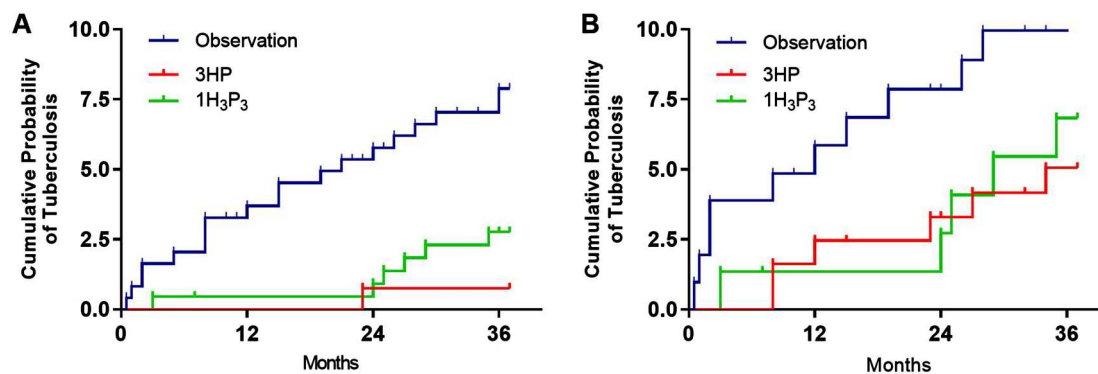 A
Cumulative Probability
of Tuberculosis
10.0
7.5
5.0
2.5
0.0
Observation
3HP
1H₃P₃
0 12 24 36
Months
B
Cumulative Probability
of Tuberculosis
10.0
7.5
5.0
2.5
0.0
Observation
3HP
1H₃P₃
0 12 24 36
Months